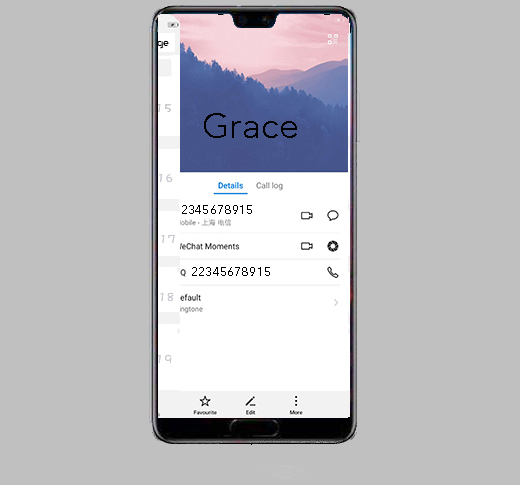 ge
Grace
Details Call log
2345678915
obile - 上海 电信
eChat Moments
Q 22345678915
efault
ngtone
15
16
17
18
19
Favourite Edit More